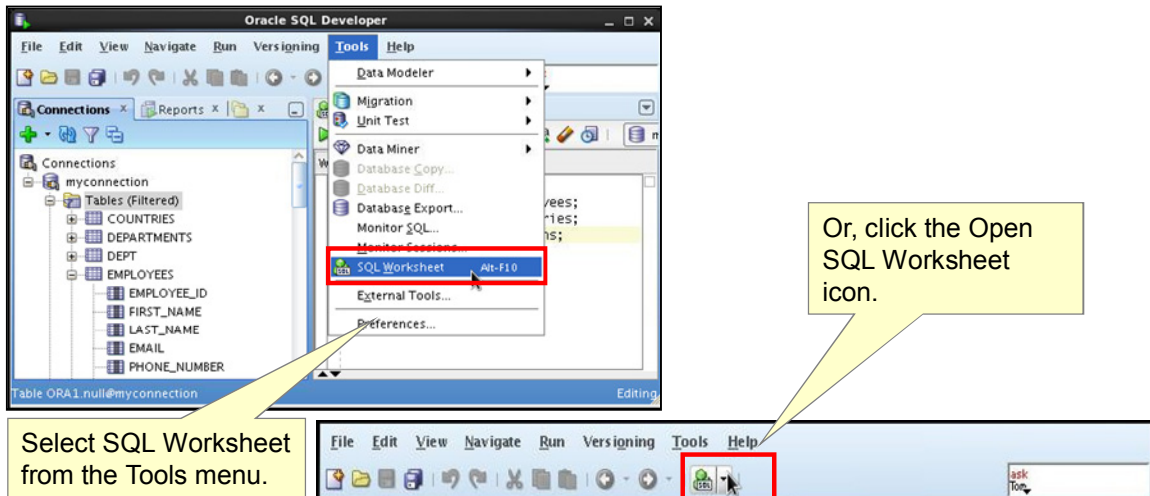 Oracle SQL Developer
File Edit View Navigate Run Versioning Tools Help
Connections Reports
Connections
myconnection
Tables (Filtered)
COUNTRIES
DEPARTMENTS
DEPT
EMPLOYEES
EMPLOYEE_ID
FIRST_NAME
LAST_NAME
EMAIL
PHONE_NUMBER
Data Modeler
Migration
Unit Test
Data Miner
Database Copy...
Database Diff...
Database Export...
Monitor SQL...
Monitor Sessions...
SQL Worksheet Alt-F10
External Tools...
Preferences...
Table ORA1.null@myconnection Editing
Or, click the Open
SQL Worksheet
icon.
Select SQL Worksheet
from the Tools menu.
File Edit View Navigate Run Versioning Tools Help
ask
Tom